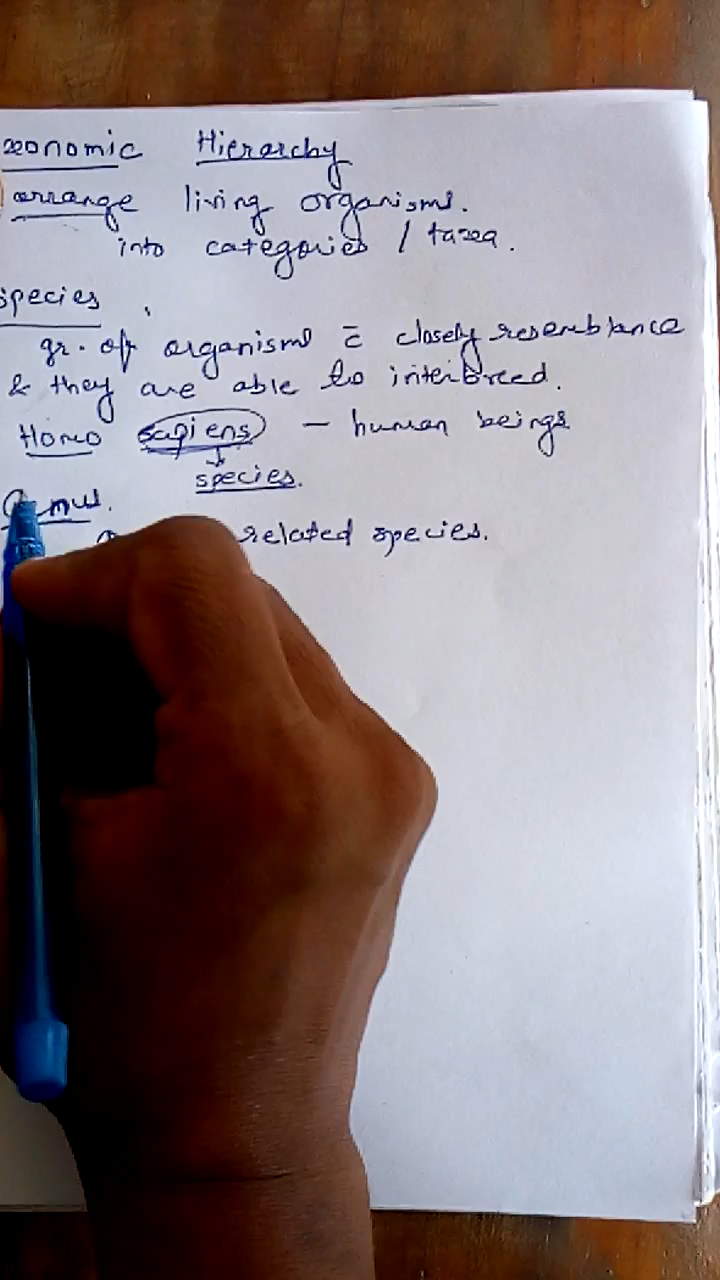 xonomic Hierarchy
arrange living organisms.
into categories / taxa.
species
gr. of organisms c̄ closely resemblance
& they are able to interbreed.
Homo sapiens – human beings
species.
related species.